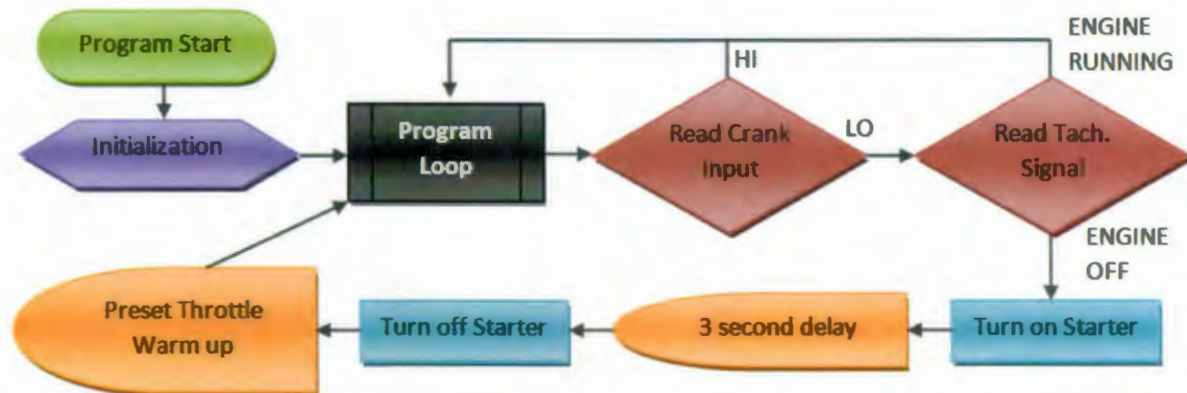 Program Start
Initialization
Program
Loop
Read Crank
Input
HI
LO
Read Tach.
Signal
ENGINE
RUNNING
ENGINE
OFF
Turn on Starter
3 second delay
Turn off Starter
Preset Throttle
Warm up